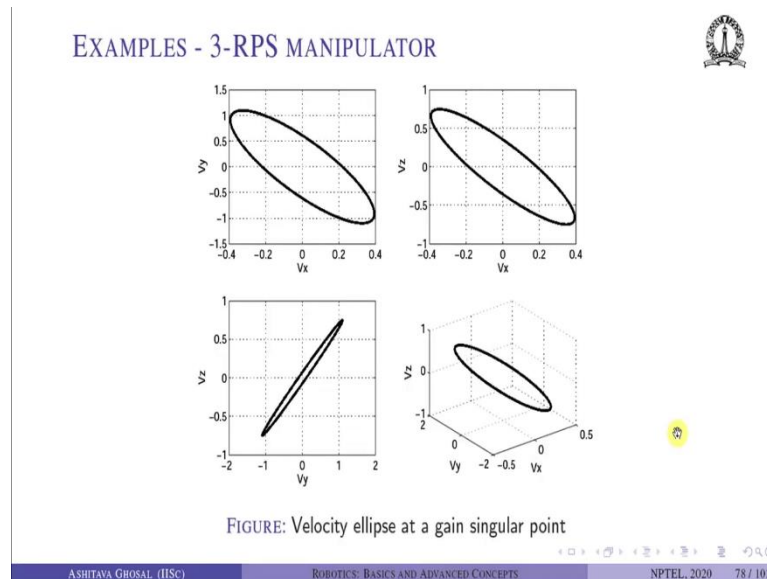 EXAMPLES - 3-RPS MANIPULATOR
1.5
1
0.5
0
−0.5
−1
−1.5
Vy
−0.4 −0.2 0 0.2 0.4
Vx
1
0.5
0
−0.5
−1
Vz
−0.4 −0.2 0 0.2 0.4
Vx
1
0.5
0
−0.5
−1
Vz
−2 −1 0 1 2
Vy
1
0
−1
Vz
2
0
−2
Vy
−0.5
0
0.5
Vx
FIGURE: Velocity ellipse at a gain singular point
ASHITAVA GHOSAL (IISC) ROBOTICS: BASICS AND ADVANCED CONCEPTS NPTEL, 2020 78 / 10